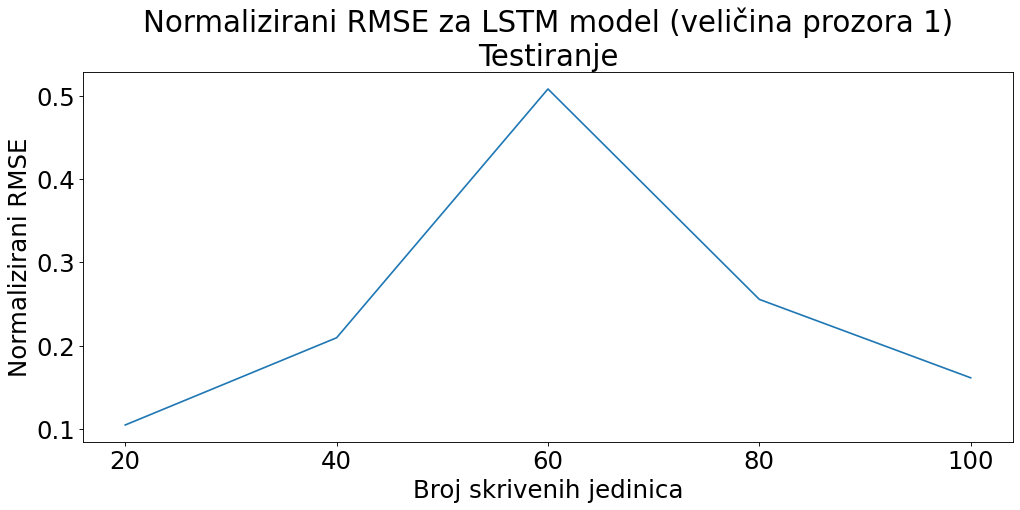 Normalizirani RMSE za LSTM model (veličina prozora 1)
Testiranje
Normalizirani RMSE
0.5
0.4
0.3
0.2
0.1
20 40 60 80 100
Broj skrivenih jedinica